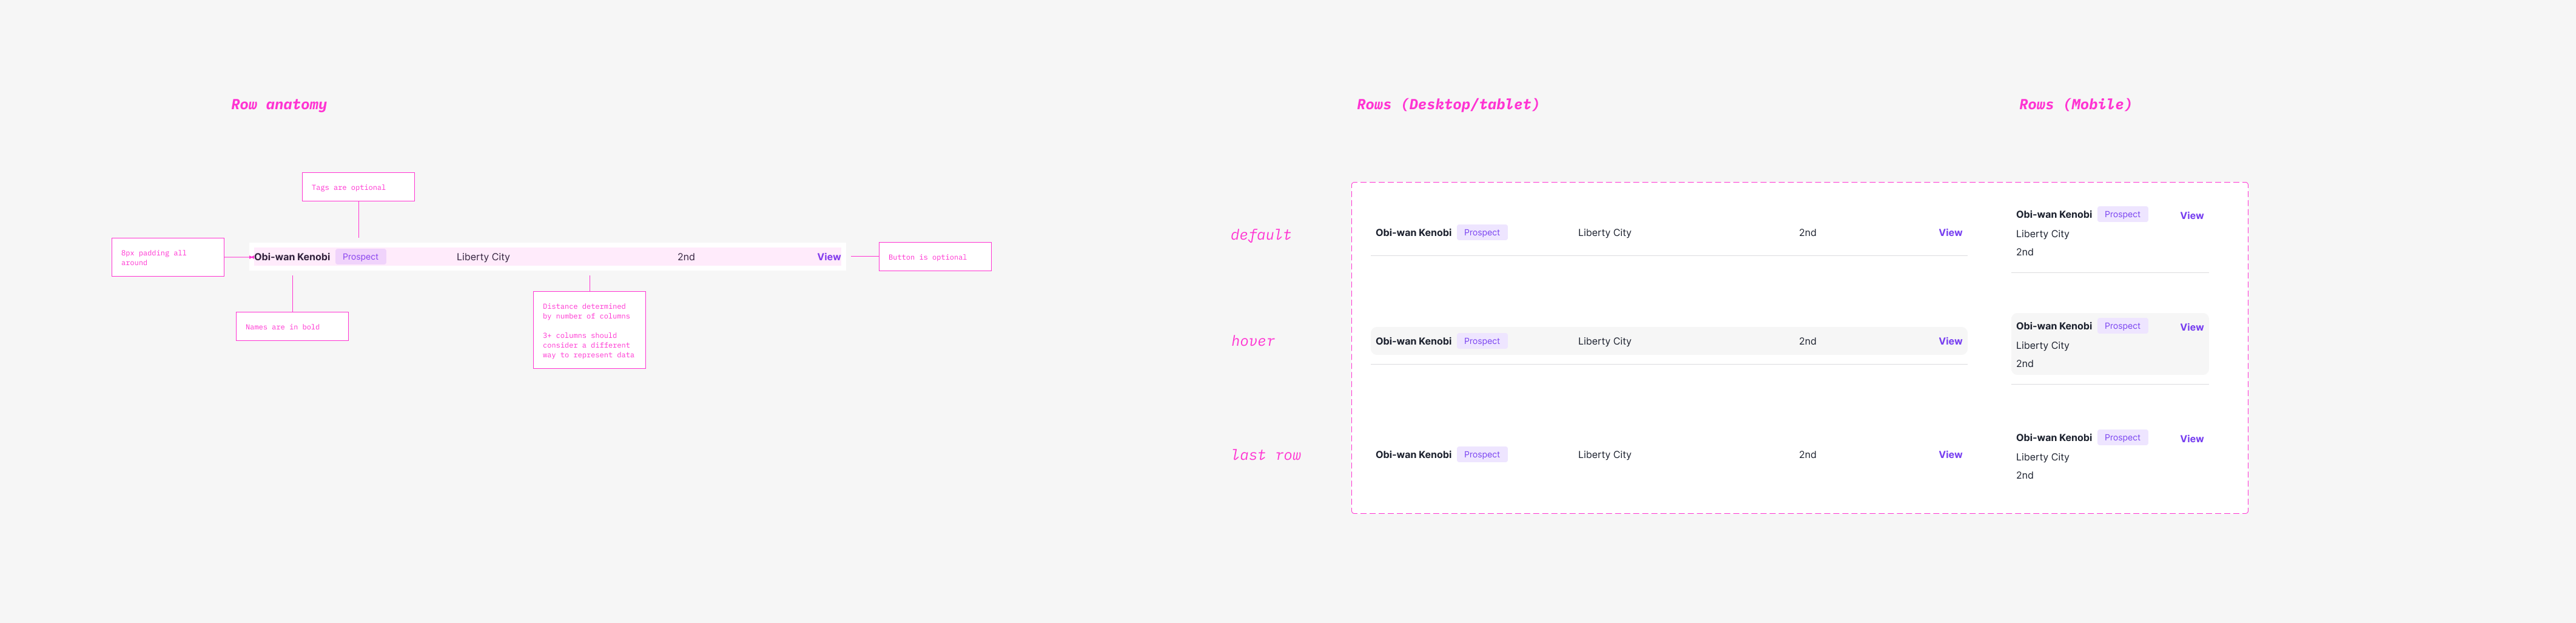 Row anatomy
Tags are optional
8px padding all
around
Obi-wan Kenobi Prospect Liberty City 2nd View
Button is optional
Names are in bold
Distance determined
by number of columns
3+ columns should
consider a different
way to represent data
Rows (Desktop/tablet)
Rows (Mobile)
default
Obi-wan Kenobi Prospect Liberty City 2nd View
Obi-wan Kenobi Prospect View
Liberty City
2nd
hover
Obi-wan Kenobi Prospect Liberty City 2nd View
Obi-wan Kenobi Prospect View
Liberty City
2nd
last row
Obi-wan Kenobi Prospect Liberty City 2nd View
Obi-wan Kenobi Prospect View
Liberty City
2nd